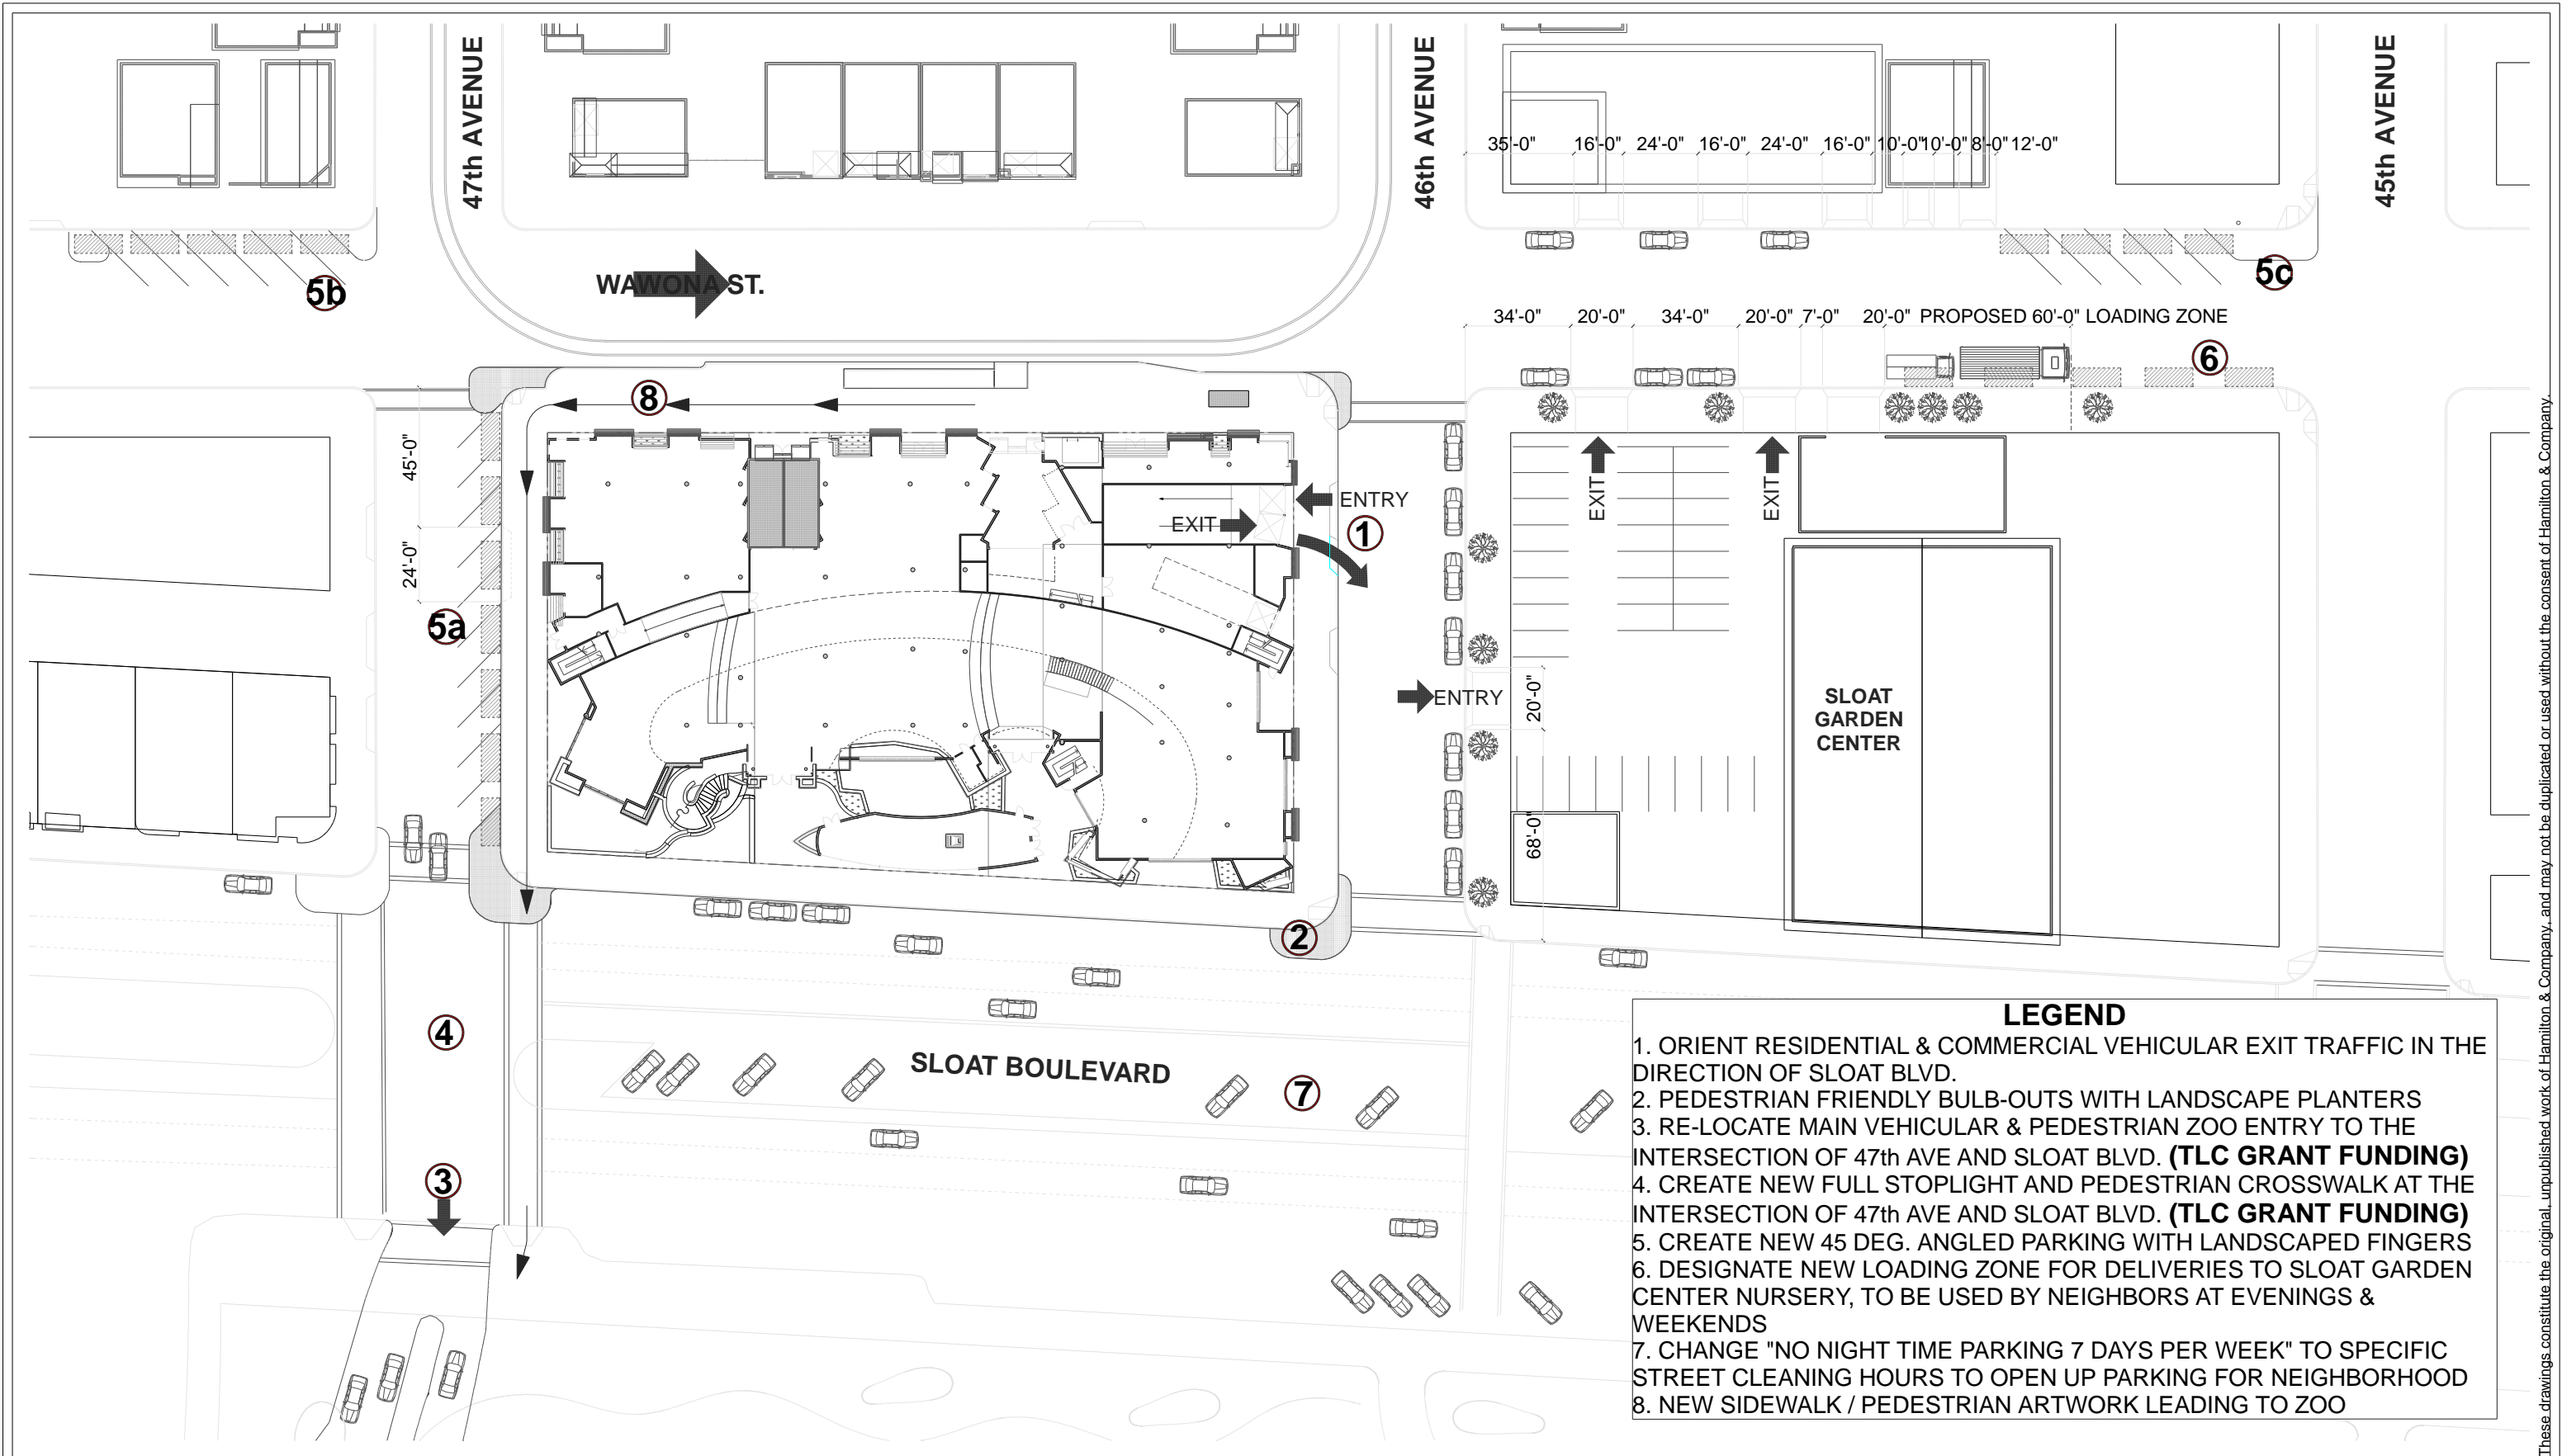 47th AVENUE
46th AVENUE
45th AVENUE
35'-0" 16'-0" 24'-0" 16'-0" 24'-0" 16'-0" 10'-0" 10'-0" 8'-0" 12'-0"
5b
WAWONA ST.
5c
34'-0" 20'-0" 34'-0" 20'-0" 7'-0" 20'-0" PROPOSED 60'-0" LOADING ZONE
6
8
45'-0"
24'-0"
5a
ENTRY
EXIT
1
EXIT
EXIT
ENTRY
20'-0"
68'-0"
SLOAT
GARDEN
CENTER
2
4
SLOAT BOULEVARD
7
3
LEGEND
1. ORIENT RESIDENTIAL & COMMERCIAL VEHICULAR EXIT TRAFFIC IN THE
DIRECTION OF SLOAT BLVD.
2. PEDESTRIAN FRIENDLY BULB-OUTS WITH LANDSCAPE PLANTERS
3. RE-LOCATE MAIN VEHICULAR & PEDESTRIAN ZOO ENTRY TO THE
INTERSECTION OF 47th AVE AND SLOAT BLVD. (TLC GRANT FUNDING)
4. CREATE NEW FULL STOPLIGHT AND PEDESTRIAN CROSSWALK AT THE
INTERSECTION OF 47th AVE AND SLOAT BLVD. (TLC GRANT FUNDING)
5. CREATE NEW 45 DEG. ANGLED PARKING WITH LANDSCAPED FINGERS
6. DESIGNATE NEW LOADING ZONE FOR DELIVERIES TO SLOAT GARDEN
CENTER NURSERY, TO BE USED BY NEIGHBORS AT EVENINGS &
WEEKENDS
7. CHANGE "NO NIGHT TIME PARKING 7 DAYS PER WEEK" TO SPECIFIC
STREET CLEANING HOURS TO OPEN UP PARKING FOR NEIGHBORHOOD
8. NEW SIDEWALK / PEDESTRIAN ARTWORK LEADING TO ZOO
These drawings constitute the original, unpublished work of Hamilton & Company, and may not be duplicated or used without the consent of Hamilton & Company.